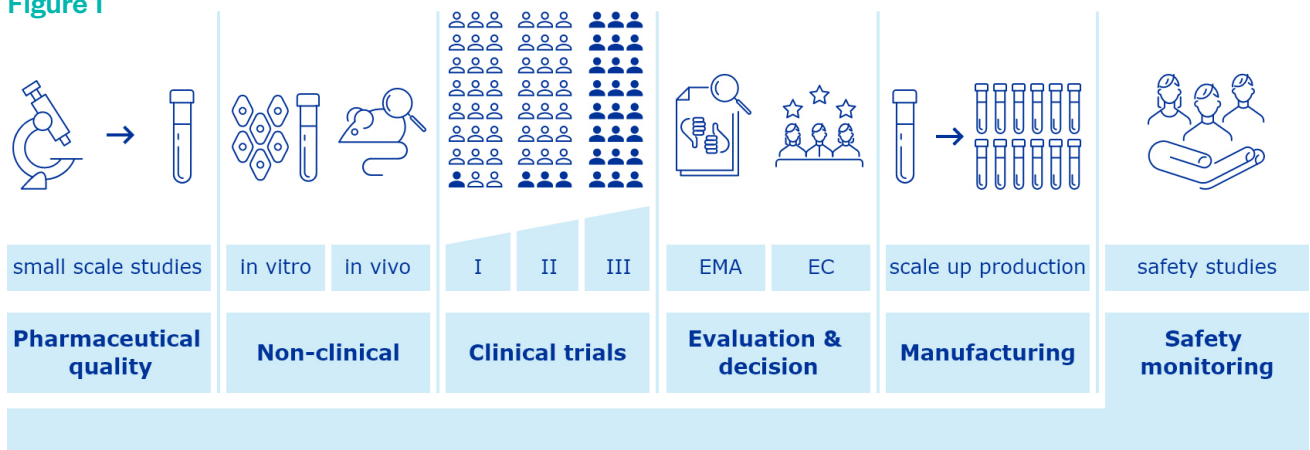 Figure 1
small scale studies
in vitro
in vivo
I
II
III
EMA
EC
scale up production
safety studies
Pharmaceutical
quality
Non-clinical
Clinical trials
Evaluation &
decision
Manufacturing
Safety
monitoring